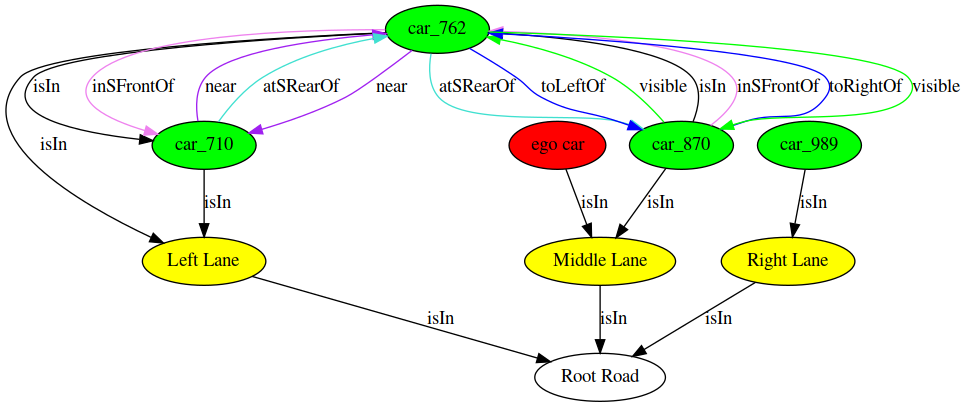 car_762
isIn
inSFrontOf
near
atSRearOf
near
atSRearOf
toLeftOf
visible
isIn
inSFrontOf
toRightOf
visible
isIn
car_710
ego car
car_870
car_989
isIn
isIn
isIn
isIn
Left Lane
Middle Lane
Right Lane
isIn
isIn
isIn
Root Road